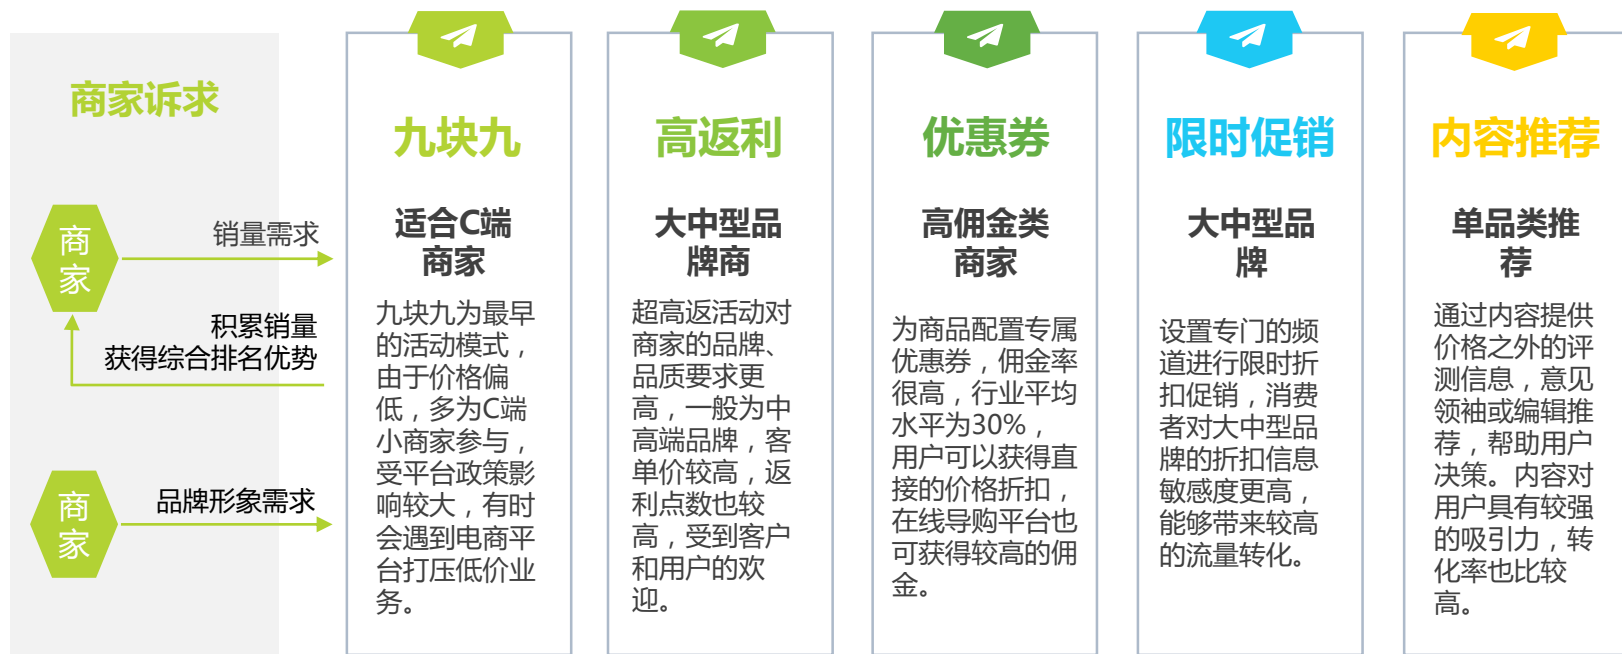 商家诉求
商
家
销量需求
积累销量
获得综合排名优势
商
家
品牌形象需求
九块九
适合C端
商家
九块九为最早
的活动模式，
由于价格偏
低，多为C端
小商家参与，
受平台政策影
响较大，有时
会遇到电商平
台打压低价业
务。
高返利
大中型品
牌商
超高返活动对
商家的品牌、
品质要求更
高，一般为中
高端品牌，客
单价较高，返
利点数也较
高，受到客户
和用户的欢
迎。
优惠券
高佣金类
商家
为商品配置专属
优惠券，佣金率
很高，行业平均
水平为30%，
用户可以获得直
接的价格折扣，
在线导购平台也
可获得较高的佣
金。
限时促销
大中型品
牌
设置专门的频
道进行限时折
扣促销，消费
者对大中型品
牌的折扣信息
敏感度更高，
能够带来较高
的流量转化。
内容推荐
单品类推
荐
通过内容提供
价格之外的评
测信息，意见
领袖或编辑推
荐，帮助用户
决策。内容对
用户具有较强
的吸引力，转
化率也比较
高。